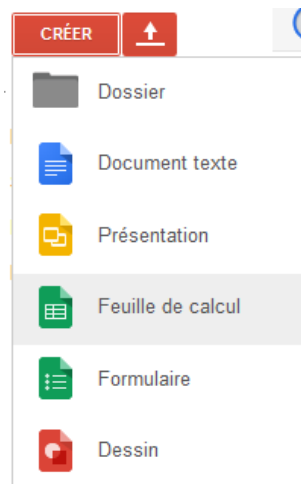 CRÉER
Dossier
Document texte
Présentation
Feuille de calcul
Formulaire
Dessin